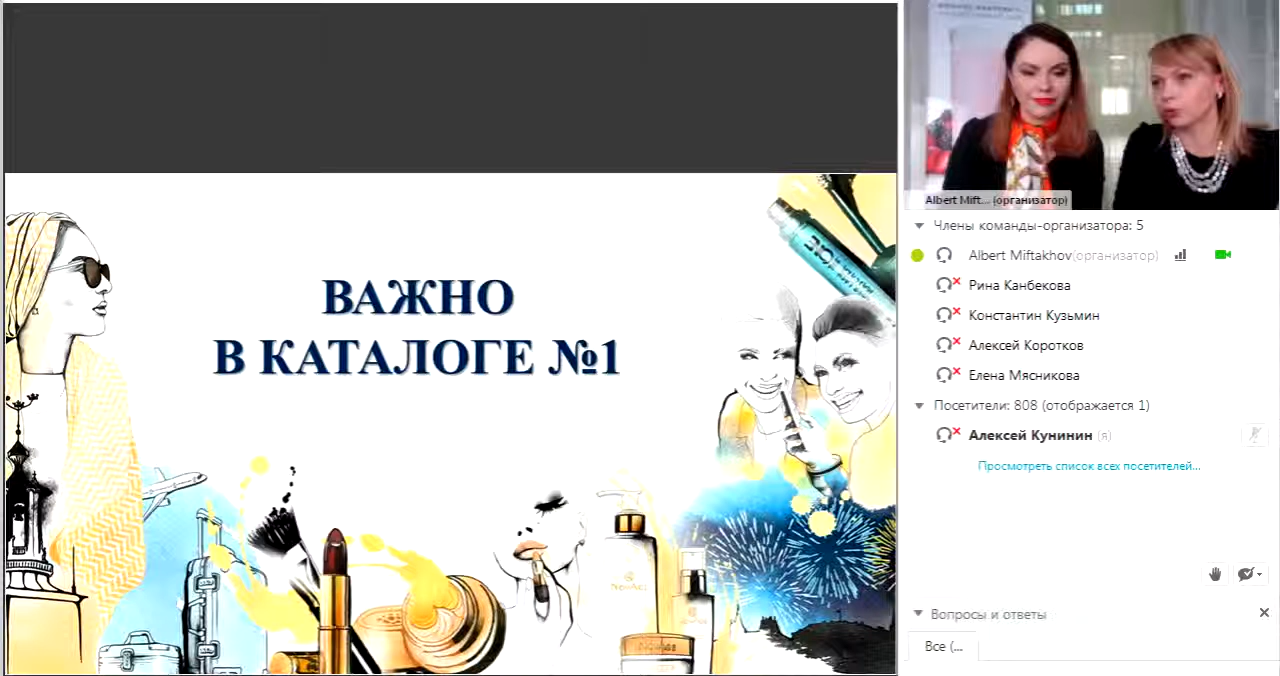 ВАЖНО
В КАТАЛОГЕ №1
NovAge
Albert Mift... (организатор)
Члены команды-организатора: 5
Albert Miftakhov(организатор)
Рина Канбекова
Константин Кузьмин
Алексей Коротков
Елена Мясникова
Посетители: 808 (отображается 1)
Алексей Кунинин (я)
Просмотреть список всех посетителей...
Вопросы и ответы
Все (...